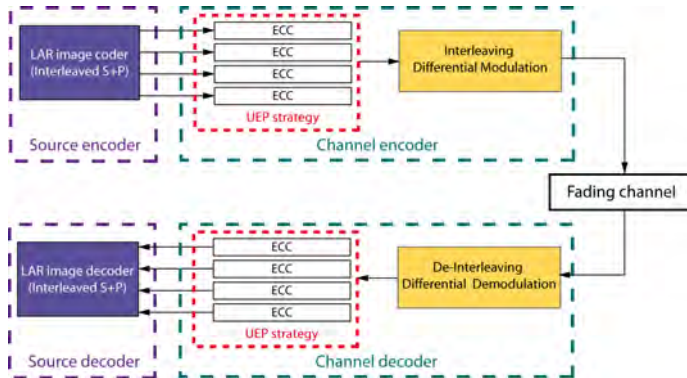 LAR image coder
(Interleaved S+P)
ECC
ECC
ECC
ECC
UEP strategy
Interleaving
Differential Modulation
Source encoder
Channel encoder
Fading channel
LAR image decoder
(Interleaved S+P)
ECC
ECC
ECC
ECC
UEP strategy
De-Interleaving
Differential Demodulation
Source decoder
Channel decoder